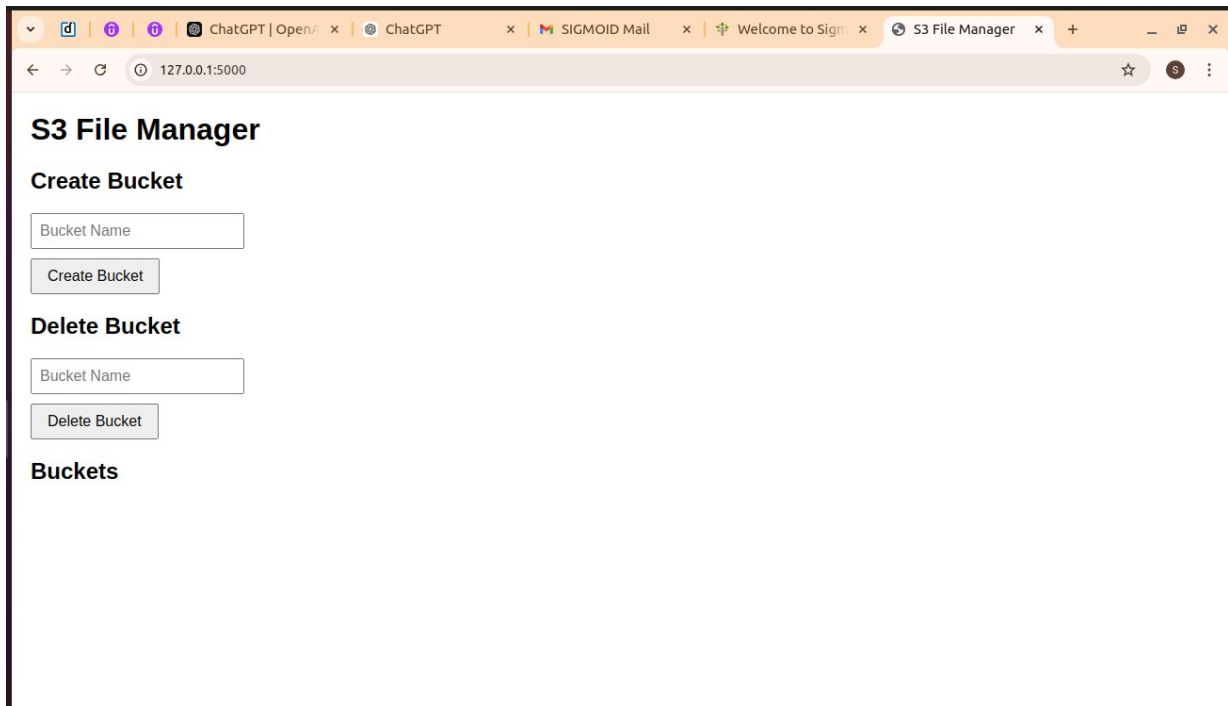 ChatGPT | OpenA
ChatGPT
SIGMOID Mail
Welcome to Sigm
S3 File Manager
127.0.0.1:5000
S
S3 File Manager
Create Bucket
Bucket Name
Create Bucket
Delete Bucket
Bucket Name
Delete Bucket
Buckets